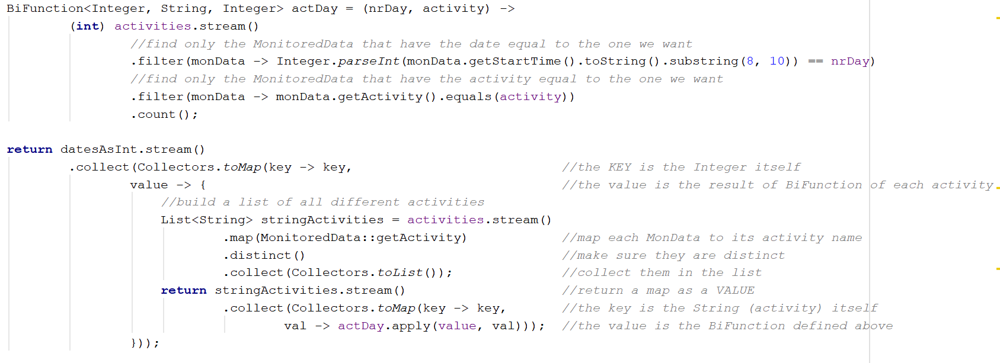 BiFunction<Integer, String, Integer> actDay = (nrDay, activity) ->
(int) activities.stream()
//find only the MonitoredData that have the date equal to the one we want
.filter(monData -> Integer.parseInt(monData.getStartTime().toString().substring(8, 10)) == nrDay)
//find only the MonitoredData that have the activity equal to the one we want
.filter(monData -> monData.getActivity().equals(activity))
.count();
return datesAsInt.stream()
.collect(Collectors.toMap(key -> key, //the KEY is the Integer itself
value -> { //the value is the result of BiFunction of each activity
//build a list of all different activities
List<String> stringActivities = activities.stream()
.map(MonitoredData::getActivity) //map each MonData to its activity name
.distinct() //make sure they are distinct
.collect(Collectors.toList()); //collect them in the list
return stringActivities.stream() //return a map as a VALUE
.collect(Collectors.toMap(key -> key, //the key is the String (activity) itself
val -> actDay.apply(value, val))); //the value is the BiFunction defined above
}));